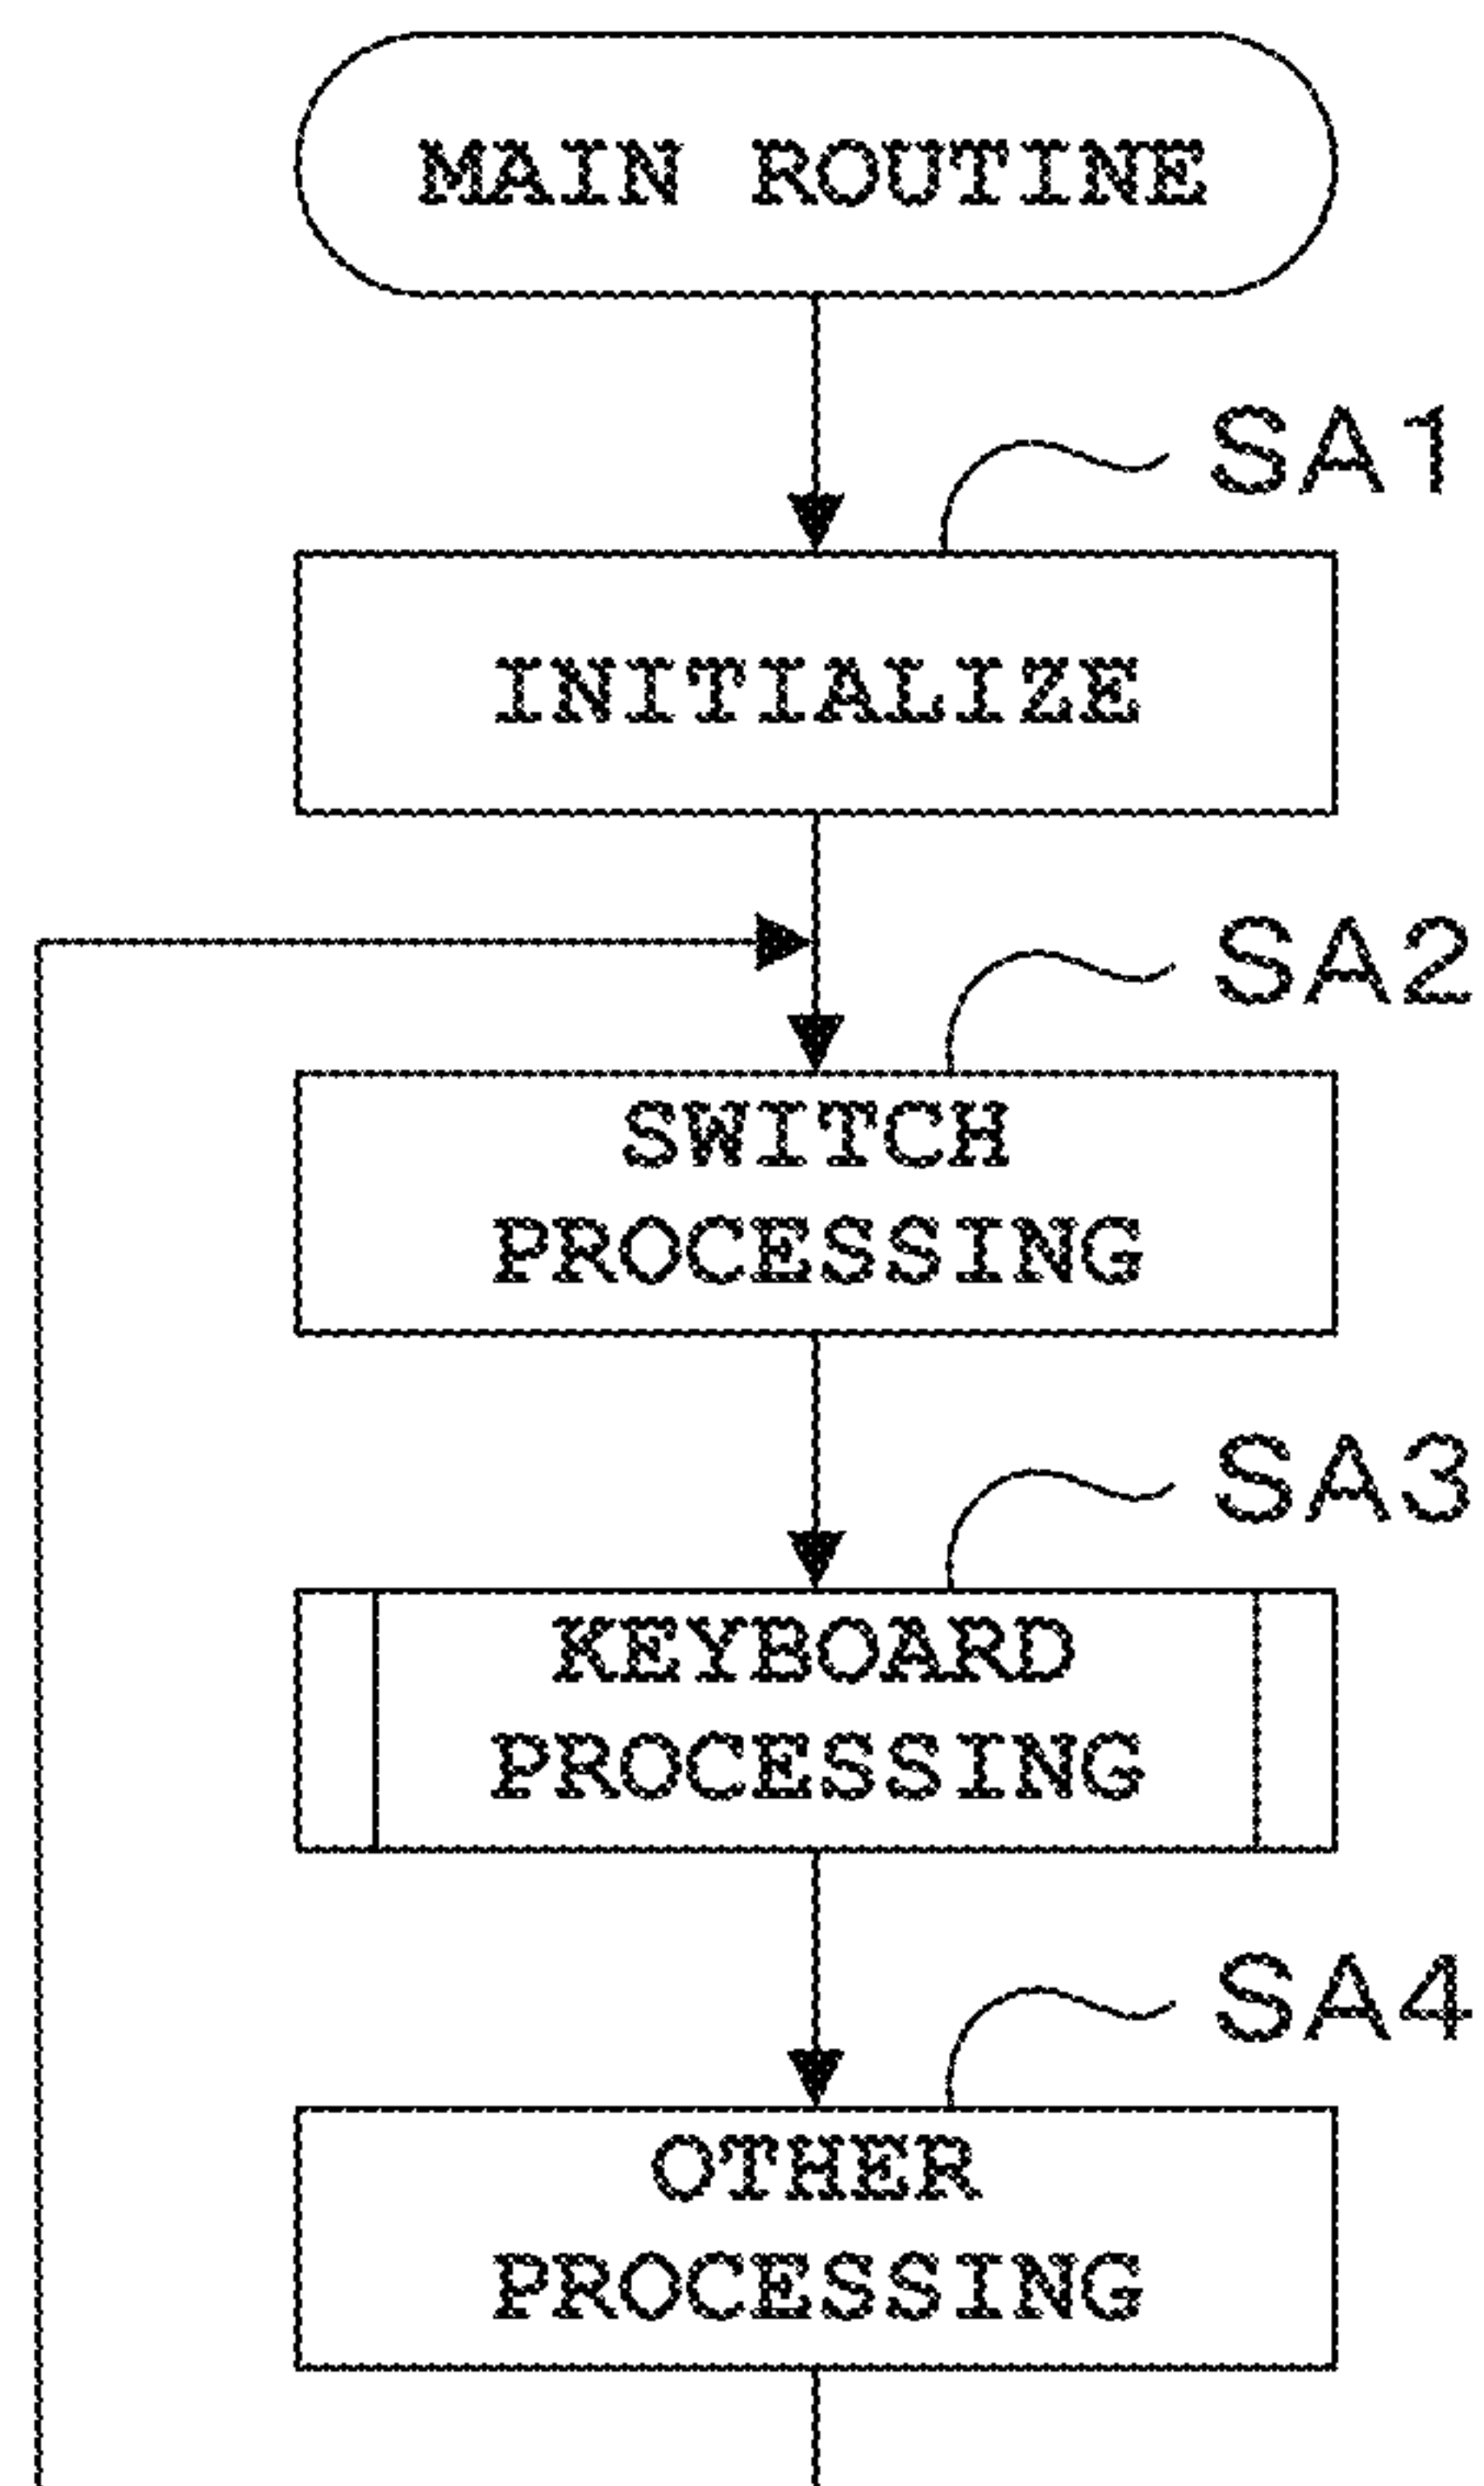 MAIN ROUTINE
SA1
INITIALIZE
SA2
SWITCH
PROCESSING
SA3
KEYBOARD
PROCESSING
SA4
OTHER
PROCESSING